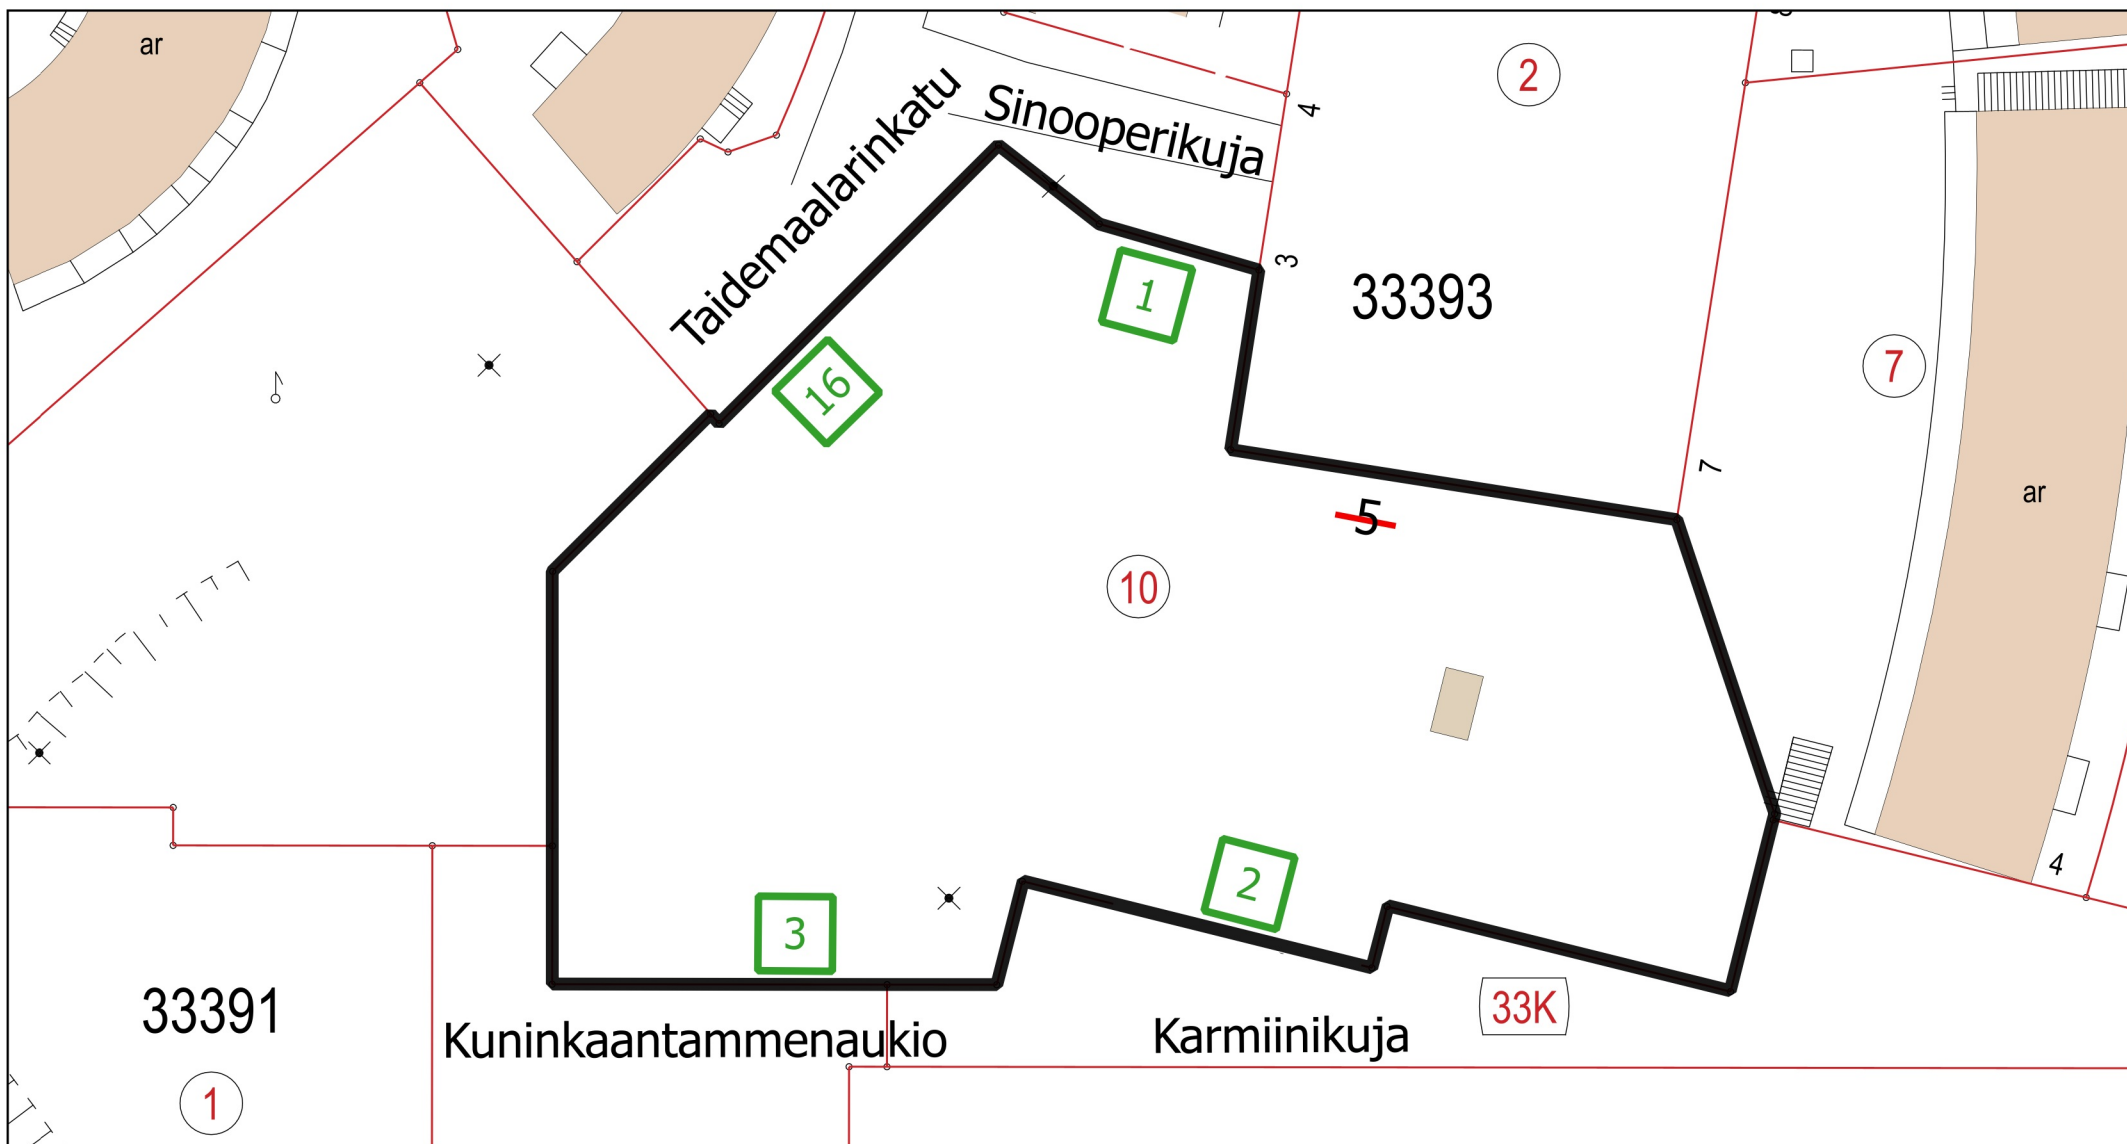 ar
2
4
Sinooperikuja
Taidemaalarinkatu
3
33393
1
7
16
7
5
ar
10
4
2
3
33K
33391
Kuninkaantammenaukio
Karmiinikuja
1